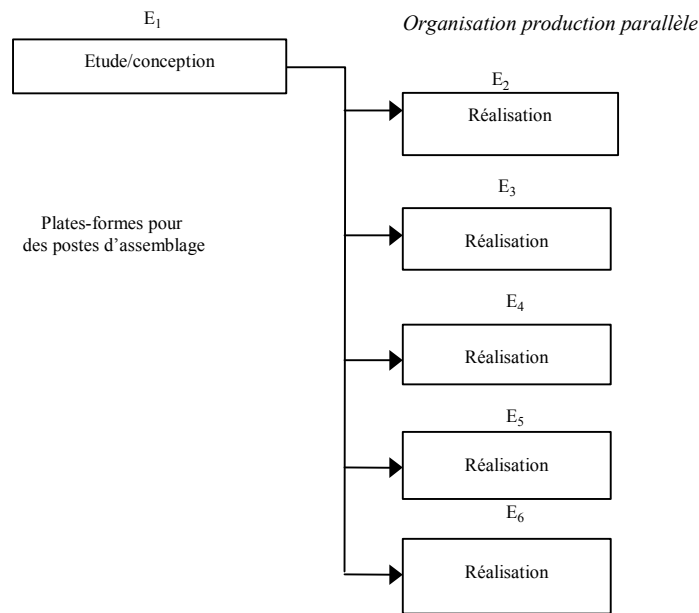 E₁
Organisation production parallèle
Etude/conception
E₂
Réalisation
E₃
Plates-formes pour
des postes d’assemblage
Réalisation
E₄
Réalisation
E₅
Réalisation
E₆
Réalisation